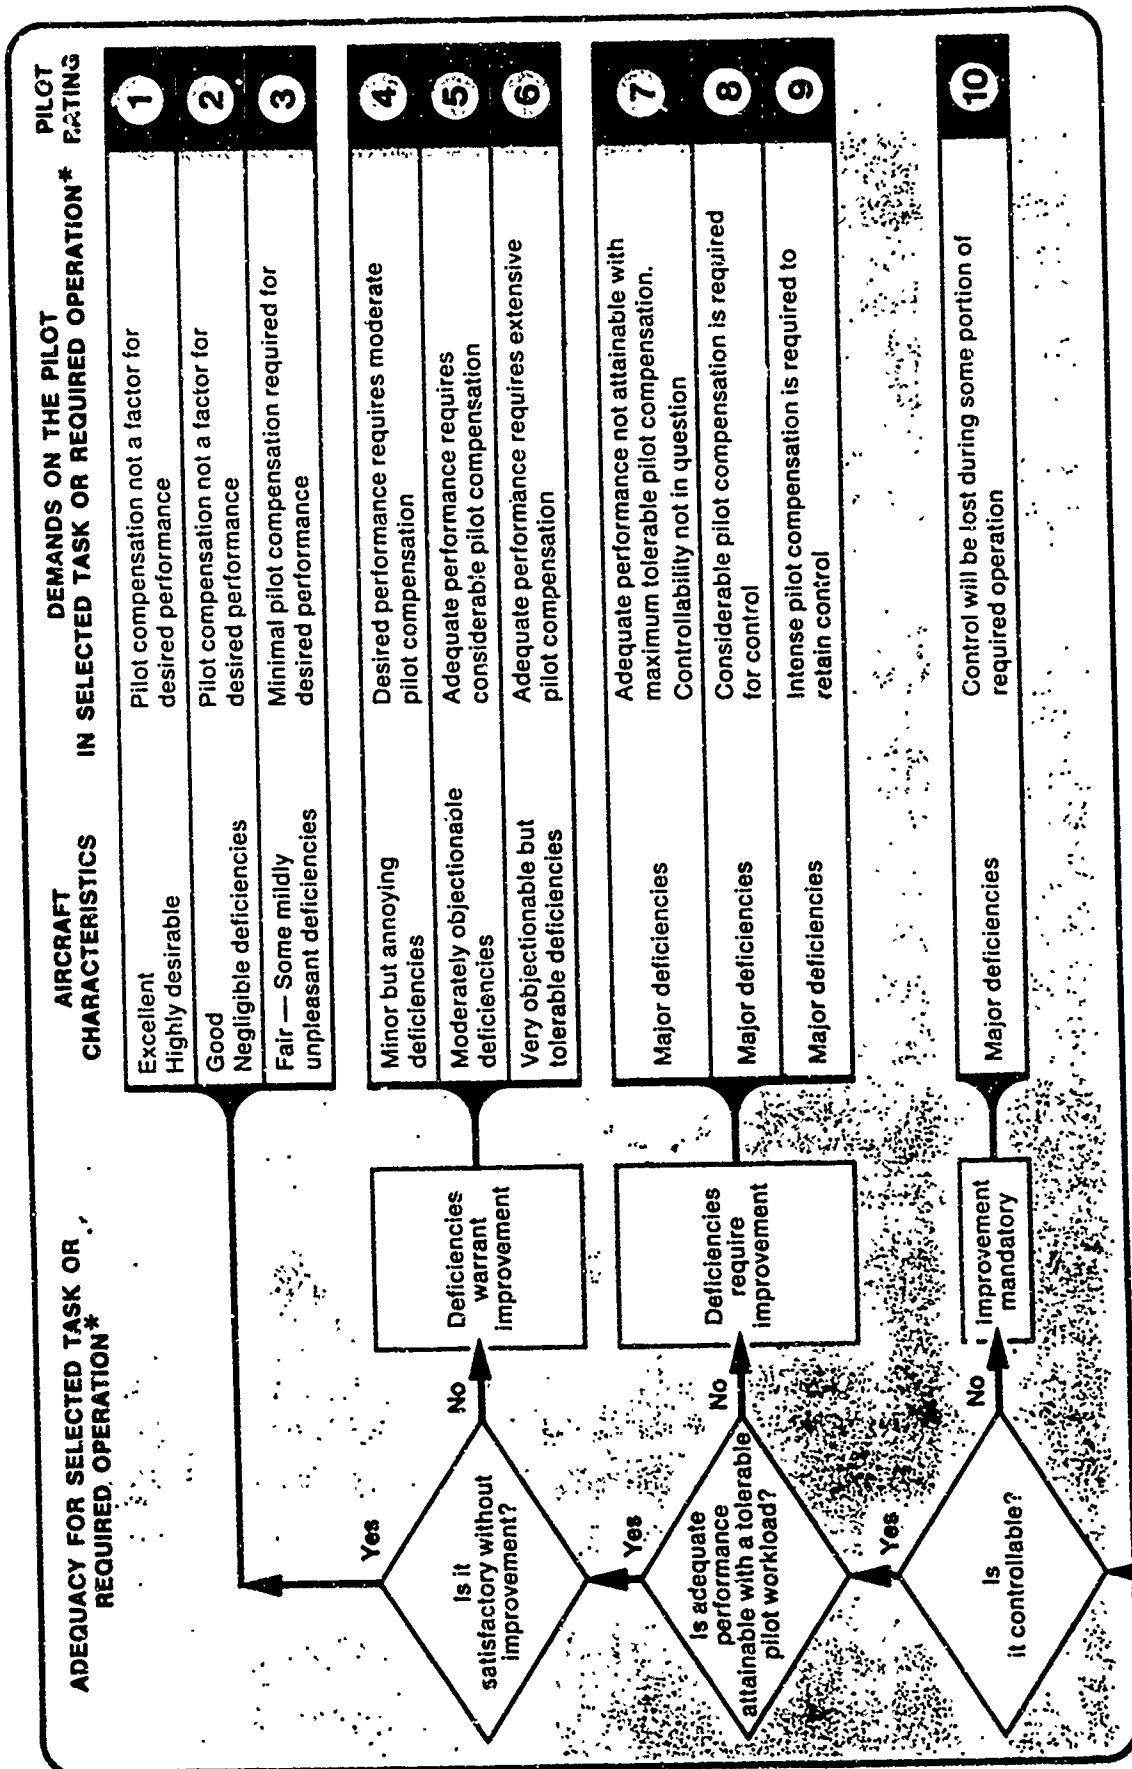 ADEQUACY FOR SELECTED TASK OR
REQUIRED OPERATION*
AIRCRAFT
CHARACTERISTICS
DEMANDS ON THE PILOT
IN SELECTED TASK OR REQUIRED OPERATION*
PILOT
RATING
Excellent
Highly desirable
Pilot compensation not a factor for
desired performance
1
Good
Negligible deficiencies
Pilot compensation not a factor for
desired performance
2
Fair — Some mildly
unpleasant deficiencies
Minimal pilot compensation required for
desired performance
3
Yes
Is it
satisfactory without
improvement?
No
Deficiencies
warrant
improvement
Minor but annoying
deficiencies
Desired performance requires moderate
pilot compensation
4
Moderately objectionable
deficiencies
Adequate performance requires
considerable pilot compensation
5
Very objectionable but
tolerable deficiencies
Adequate performance requires extensive
pilot compensation
6
Yes
Is adequate
performance
attainable with a tolerable
pilot workload?
No
Deficiencies
require
improvement
Major deficiencies
Adequate performance not attainable with
maximum tolerable pilot compensation.
Controllability not in question
7
Major deficiencies
Considerable pilot compensation is required
for control
8
Major deficiencies
Intense pilot compensation is required to
retain control
9
Yes
Is
it controllable?
No
Improvement
mandatory
Major deficiencies
Control will be lost during some portion of
required operation
10